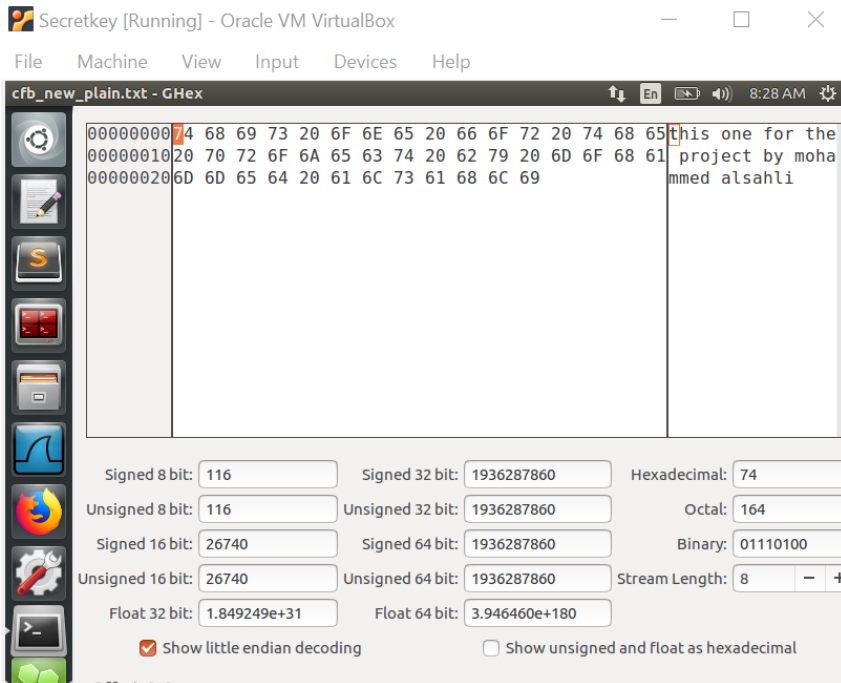 Secretkey [Running] - Oracle VM VirtualBox
File Machine View Input Devices Help
cfb_new_plain.txt - GHex En 8:28 AM
00000000 74 68 69 73 20 6F 6E 65 20 66 6F 72 20 74 68 65 this one for the
00000010 20 70 72 6F 6A 65 63 74 20 62 79 20 6D 6F 68 61 project by moha
00000020 6D 6D 65 64 20 61 6C 73 61 68 6C 69 mmed alsahli
Signed 8 bit: 116 Signed 32 bit: 1936287860 Hexadecimal: 74
Unsigned 8 bit: 116 Unsigned 32 bit: 1936287860 Octal: 164
Signed 16 bit: 26740 Signed 64 bit: 1936287860 Binary: 01110100
Unsigned 16 bit: 26740 Unsigned 64 bit: 1936287860 Stream Length: 8 − +
Float 32 bit: 1.849249e+31 Float 64 bit: 3.946460e+180
Show little endian decoding Show unsigned and float as hexadecimal